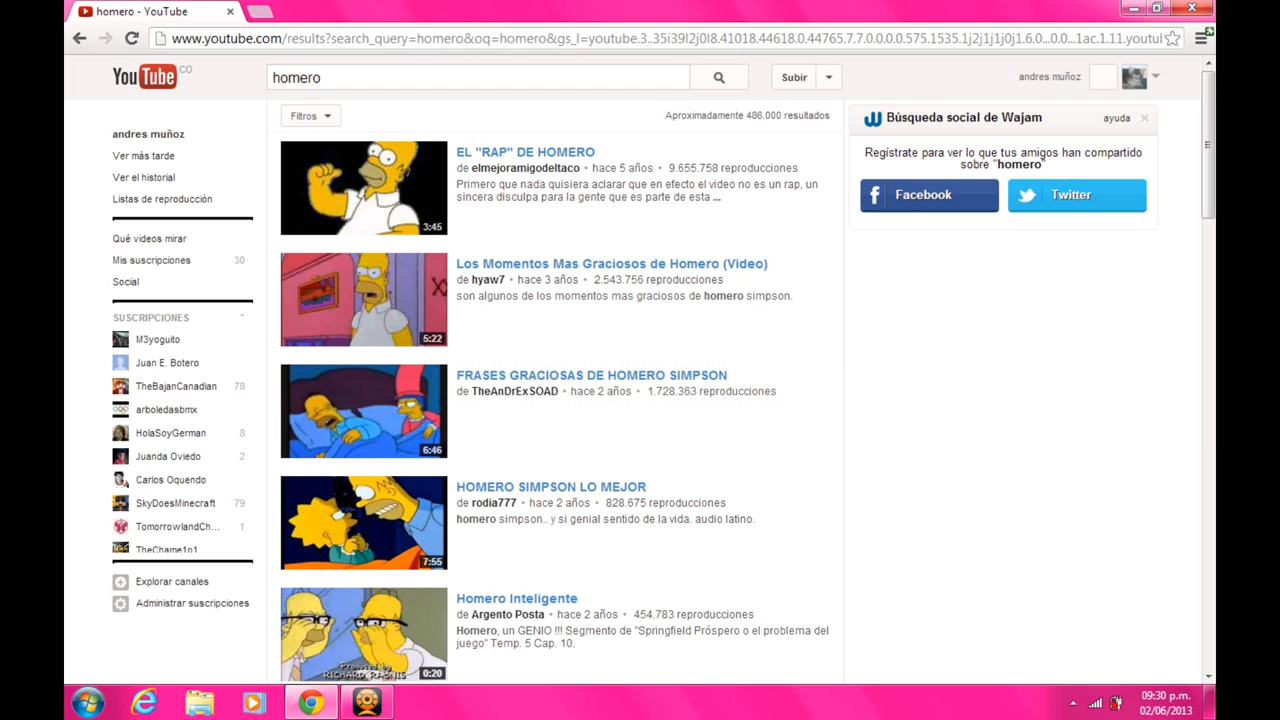 homero - YouTube
www.youtube.com/results?search_query=homero&oq=homero&gs_l=youtube.3..35i39l2j0l8.41018.44518.0.44765.7.7.0.0.0.0.575.1535.1j2j1j1j0j1.6.0...0.0...1ac.1.11.youtul
YouTube CO
homero
Subir
andres muñoz
andres muñoz
Ver más tarde
Ver el historial
Listas de reproducción
Qué videos mirar
Mis suscripciones 30
Social
SUSCRIPCIONES
M3yoguito
Juan E. Botero
TheBajanCanadian 78
arboledasbmx
HolaSoyGerman 8
Juanda Oviedo 2
Carlos Oquendo
SkyDoesMinecraft 79
TomorrowlandCh... 1
TheChame1o1
Explorar canales
Administrar suscripciones
Filtros
Aproximadamente 486.000 resultados
3:45
EL "RAP" DE HOMERO
de elmejoramigodeltaco • hace 5 años • 9.655.758 reproducciones
Primero que nada quisiera aclarar que en efecto el video no es un rap, un
sincera disculpa para la gente que es parte de esta ...
5:22
Los Momentos Mas Graciosos de Homero (Video)
de hyaw7 • hace 3 años • 2.543.756 reproducciones
son algunos de los momentos mas graciosos de homero simpson.
6:46
FRASES GRACIOSAS DE HOMERO SIMPSON
de TheAnDrExSOAD • hace 2 años • 1.728.363 reproducciones
7:55
HOMERO SIMPSON LO MEJOR
de rodia777 • hace 2 años • 828.675 reproducciones
homero simpson.. y si genial sentido de la vida. audio latino.
Produced by
RICHARD RAYNIS
0:20
Homero Inteligente
de Argento Posta • hace 2 años • 454.783 reproducciones
Homero, un GENIO !!! Segmento de "Springfield Próspero o el problema del
juego" Temp. 5 Cap. 10.
Búsqueda social de Wajam
ayuda
Regístrate para ver lo que tus amigos han compartido
sobre "homero"
Facebook
Twitter
09:30 p.m.
02/06/2013